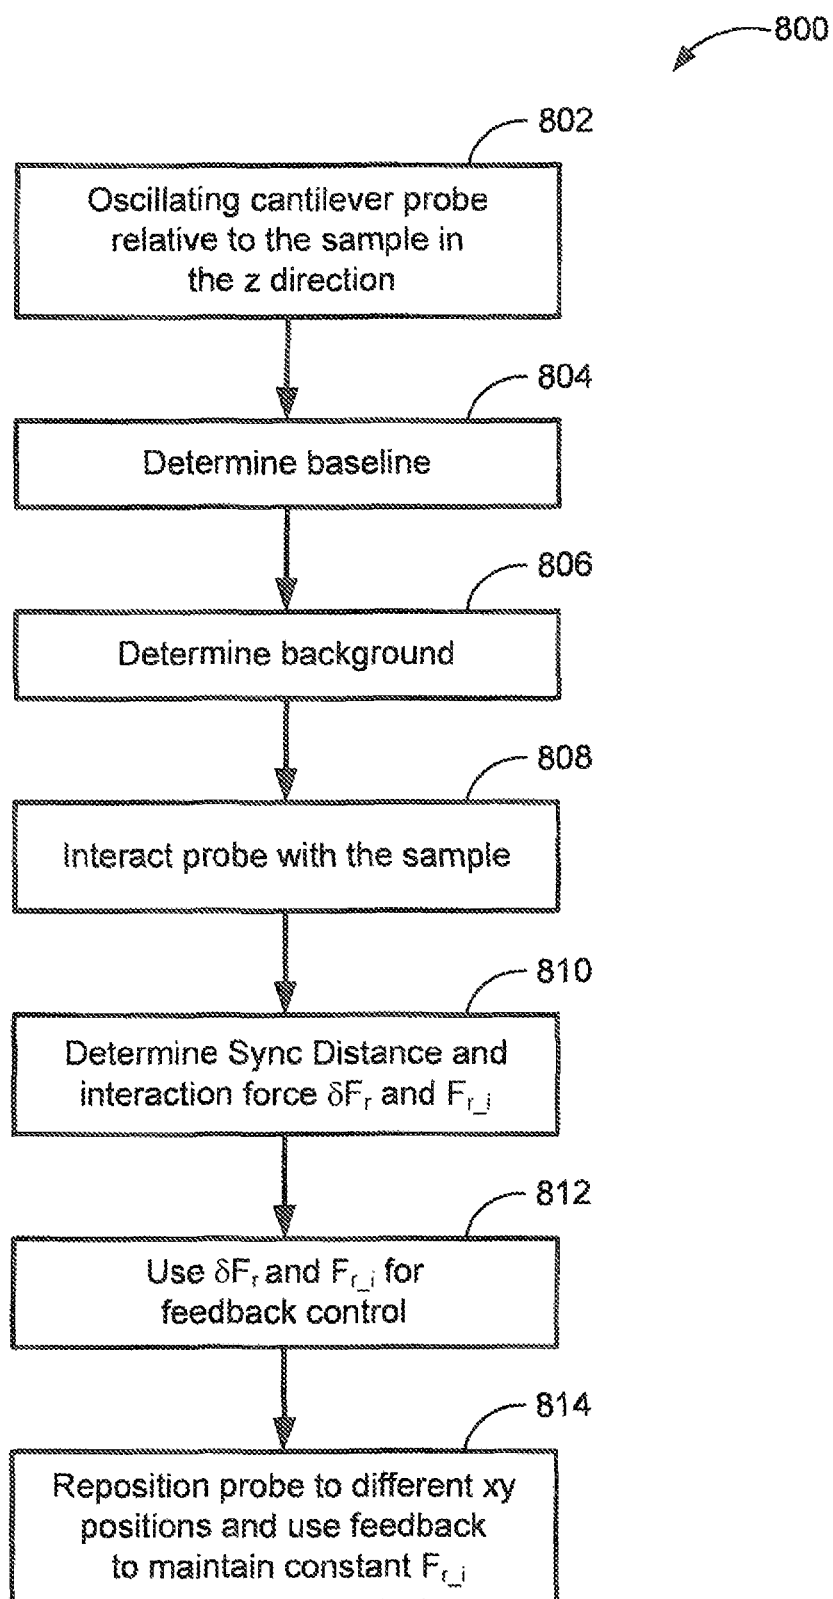 800
802
Oscillating cantilever probe
relative to the sample in
the z direction
804
Determine baseline
806
Determine background
808
Interact probe with the sample
810
Determine Sync Distance and
interaction force δFr and Fr_i
812
Use δFr and Fr_i for
feedback control
814
Reposition probe to different xy
positions and use feedback
to maintain constant Fr_i